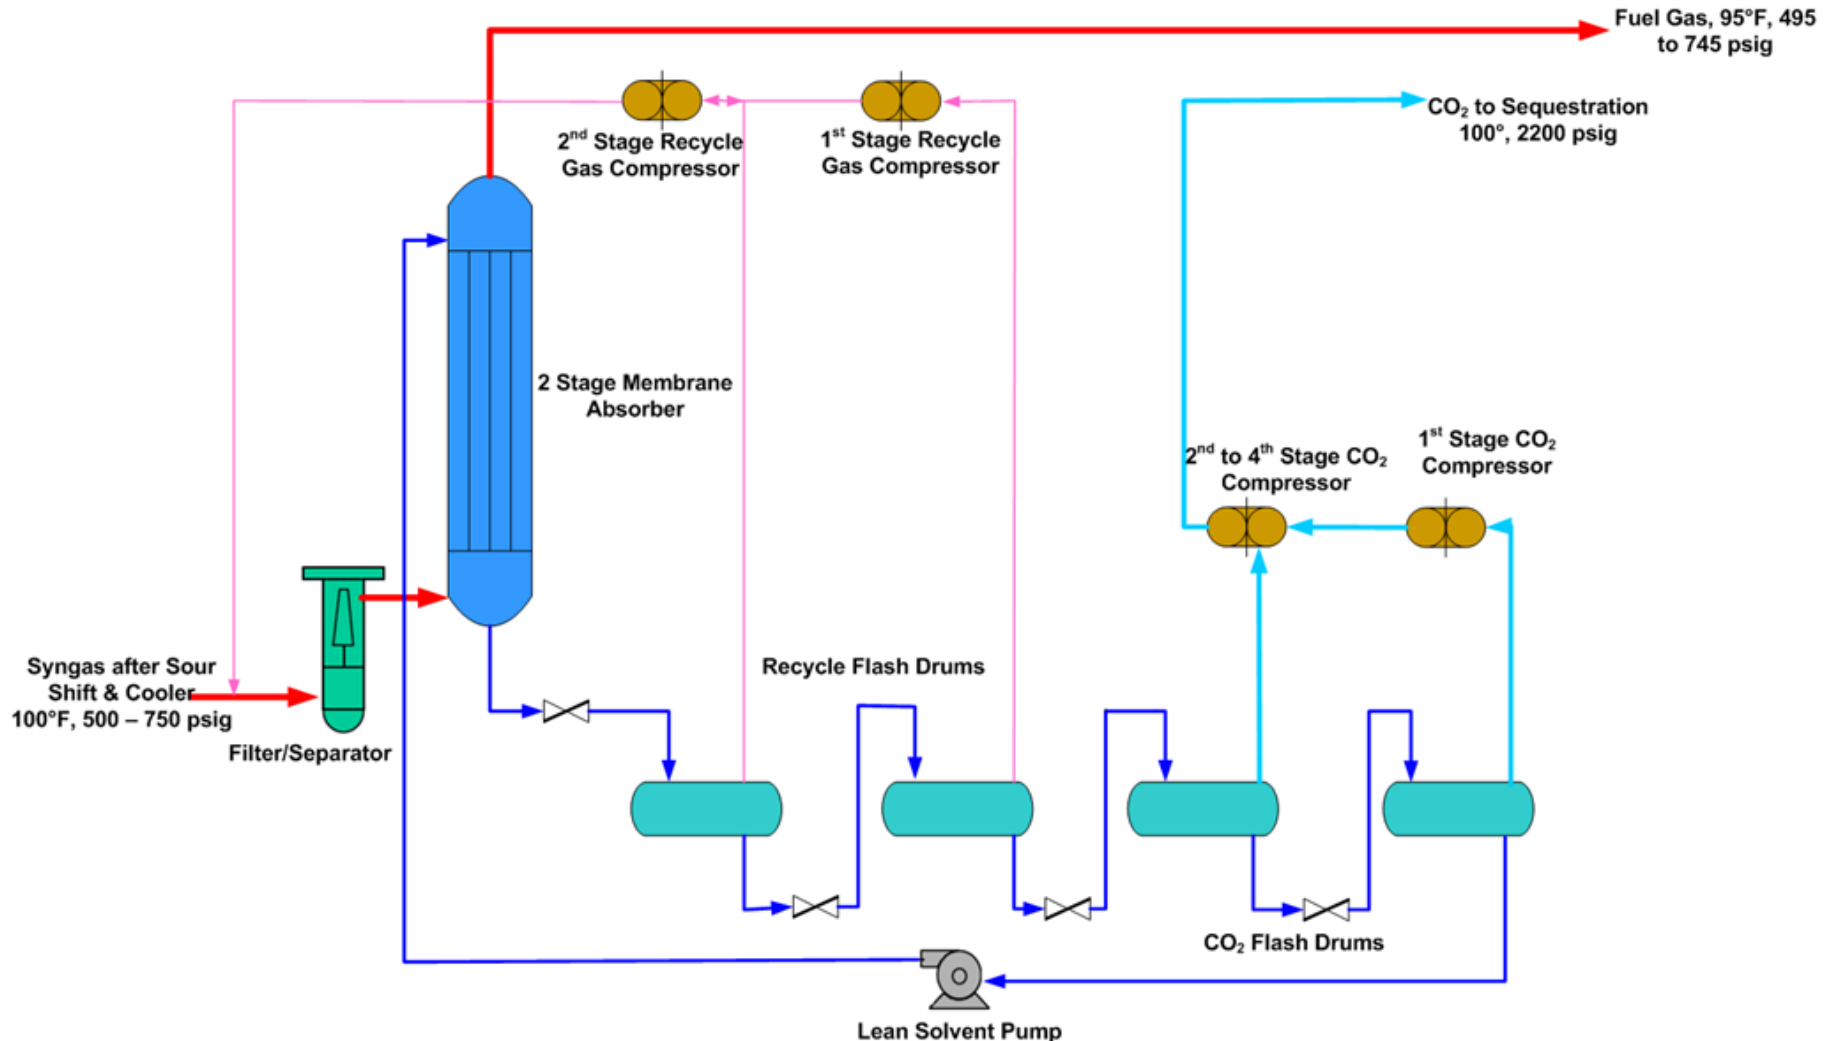 Fuel Gas, 95°F, 495
to 745 psig
CO₂ to Sequestration
100°, 2200 psig
2ⁿᵈ Stage Recycle
Gas Compressor
1ˢᵗ Stage Recycle
Gas Compressor
2 Stage Membrane
Absorber
2ⁿᵈ to 4ᵗʰ Stage CO₂
Compressor
1ˢᵗ Stage CO₂
Compressor
Syngas after Sour
Shift & Cooler
100°F, 500 – 750 psig
Filter/Separator
Recycle Flash Drums
CO₂ Flash Drums
Lean Solvent Pump